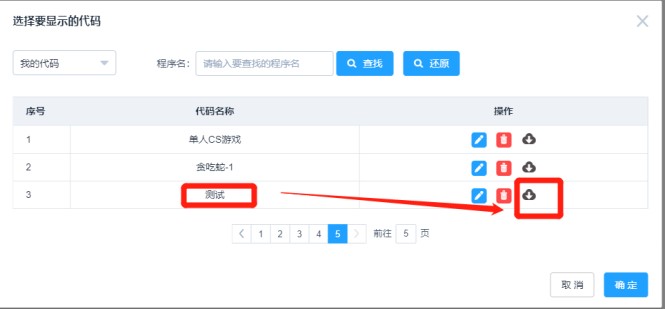 选择要显示的代码
我的代码 程序名: 请输入要查找的程序名 查找 还原
序号 代码名称 操作
1 单人CS游戏
2 贪吃蛇-1
3 测试
1 2 3 4 5 前往 5 页
取消 确定